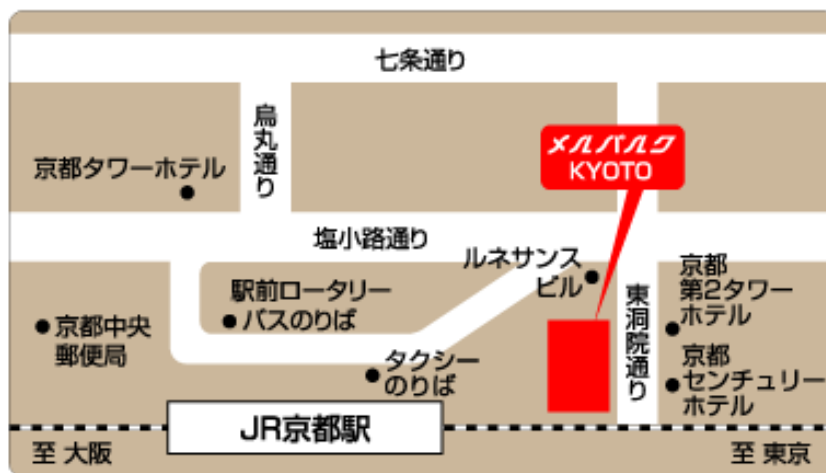 七条通り
烏丸通り
メルパルク
KYOTO
京都タワーホテル
塩小路通り
ルネサンス
ビル
東洞院通り
京都
第2タワー
ホテル
駅前ロータリー
バスのりば
京都中央
郵便局
タクシー
のりば
京都
センチュリー
ホテル
JR京都駅
至 大阪
至 東京